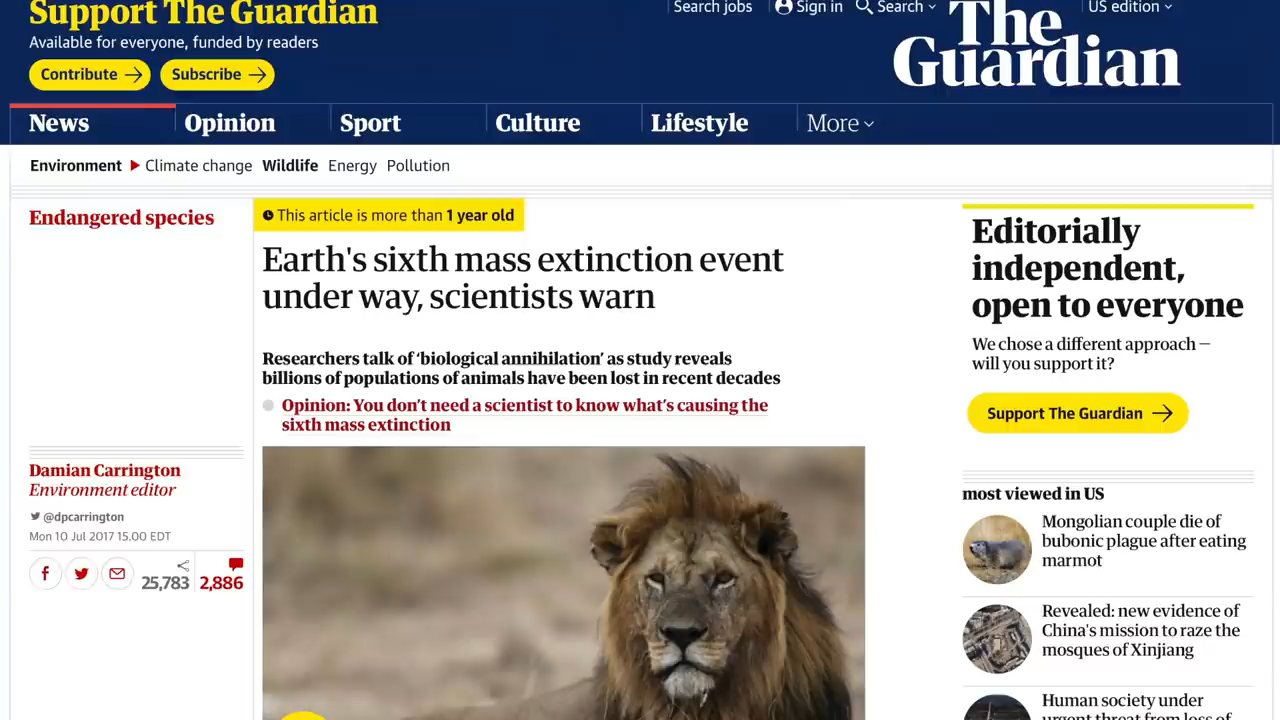 Support The Guardian
Available for everyone, funded by readers
Contribute
Subscribe
Search jobs
Sign in
Search
US edition
The
Guardian
News
Opinion
Sport
Culture
Lifestyle
More
Environment
Climate change
Wildlife
Energy
Pollution
Endangered species
This article is more than 1 year old
Earth's sixth mass extinction event
under way, scientists warn
Researchers talk of ‘biological annihilation’ as study reveals
billions of populations of animals have been lost in recent decades
Opinion: You don’t need a scientist to know what’s causing the
sixth mass extinction
Damian Carrington
Environment editor
@dpcarrington
Mon 10 Jul 2017 15.00 EDT
25,783
2,886
Editorially
independent,
open to everyone
We chose a different approach —
will you support it?
Support The Guardian
most viewed in US
Mongolian couple die of
bubonic plague after eating
marmot
Revealed: new evidence of
China's mission to raze the
mosques of Xinjiang
Human society under
urgent threat from loss of